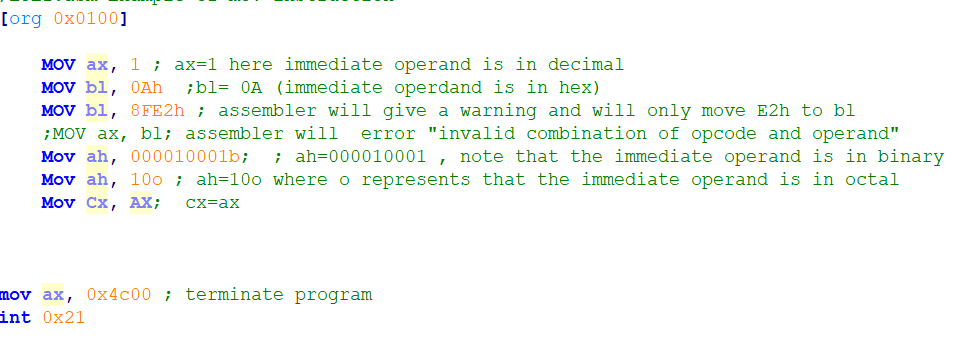 [org 0x0100]
MOV ax, 1 ; ax=1 here immediate operand is in decimal
MOV bl, 0Ah ;bl= 0A (immediate operdand is in hex)
MOV bl, 8FE2h ; assembler will give a warning and will only move E2h to bl
;MOV ax, bl; assembler will error "invalid combination of opcode and operand"
Mov ah, 000010001b; ; ah=000010001 , note that the immediate operand is in binary
Mov ah, 10o ; ah=10o where o represents that the immediate operand is in octal
Mov Cx, AX; cx=ax
mov ax, 0x4c00 ; terminate program
int 0x21